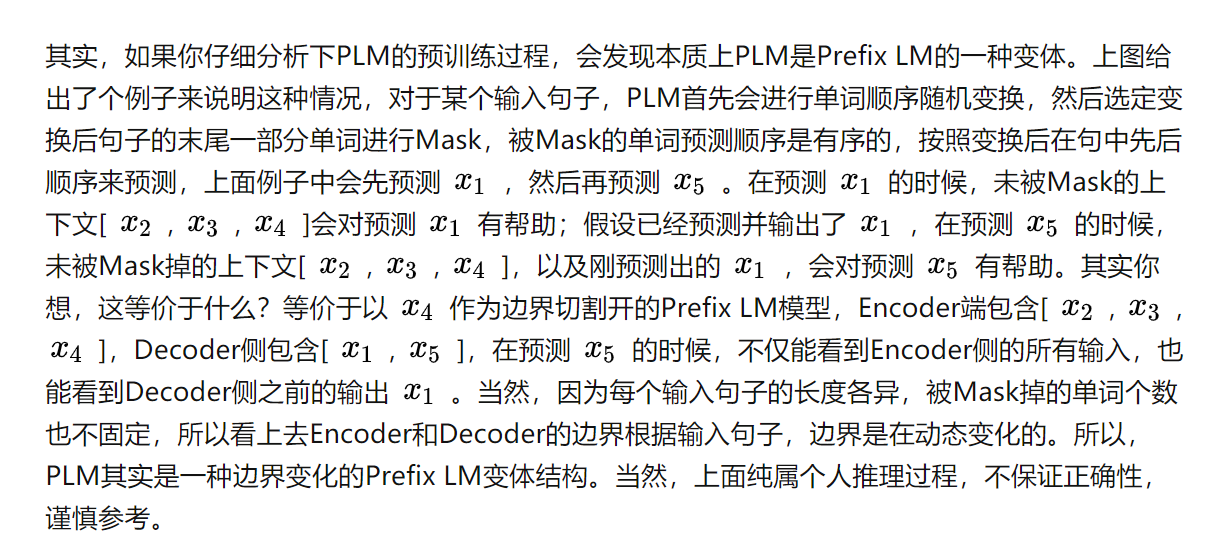 其实，如果你仔细分析下PLM的预训练过程，会发现本质上PLM是Prefix LM的一种变体。上图给
出了个例子来说明这种情况，对于某个输入句子，PLM首先会进行单词顺序随机变换，然后选定变
换后句子的末尾一部分单词进行Mask，被Mask的单词预测顺序是有序的，按照变换后在句中先后
顺序来预测，上面例子中会先预测 x₁ ，然后再预测 x₅ 。在预测 x₁ 的时候，未被Mask的上
下文[ x₂ ，x₃ ，x₄ ]会对预测 x₁ 有帮助；假设已经预测并输出了 x₁ ，在预测 x₅ 的时候，
未被Mask掉的上下文[ x₂ ，x₃ ，x₄ ]，以及刚预测出的 x₁ ，会对预测 x₅ 有帮助。其实你
想，这等价于什么？等价于以 x₄ 作为边界切割开的Prefix LM模型，Encoder端包含[ x₂ ，x₃ ，
x₄ ]，Decoder侧包含[ x₁ ，x₅ ]，在预测 x₅ 的时候，不仅能看到Encoder侧的所有输入，也
能看到Decoder侧之前的输出 x₁ 。当然，因为每个输入句子的长度各异，被Mask掉的单词个数
也不固定，所以看上去Encoder和Decoder的边界根据输入句子，边界是在动态变化的。所以，
PLM其实是一种边界变化的Prefix LM变体结构。当然，上面纯属个人推理过程，不保证正确性，
谨慎参考。